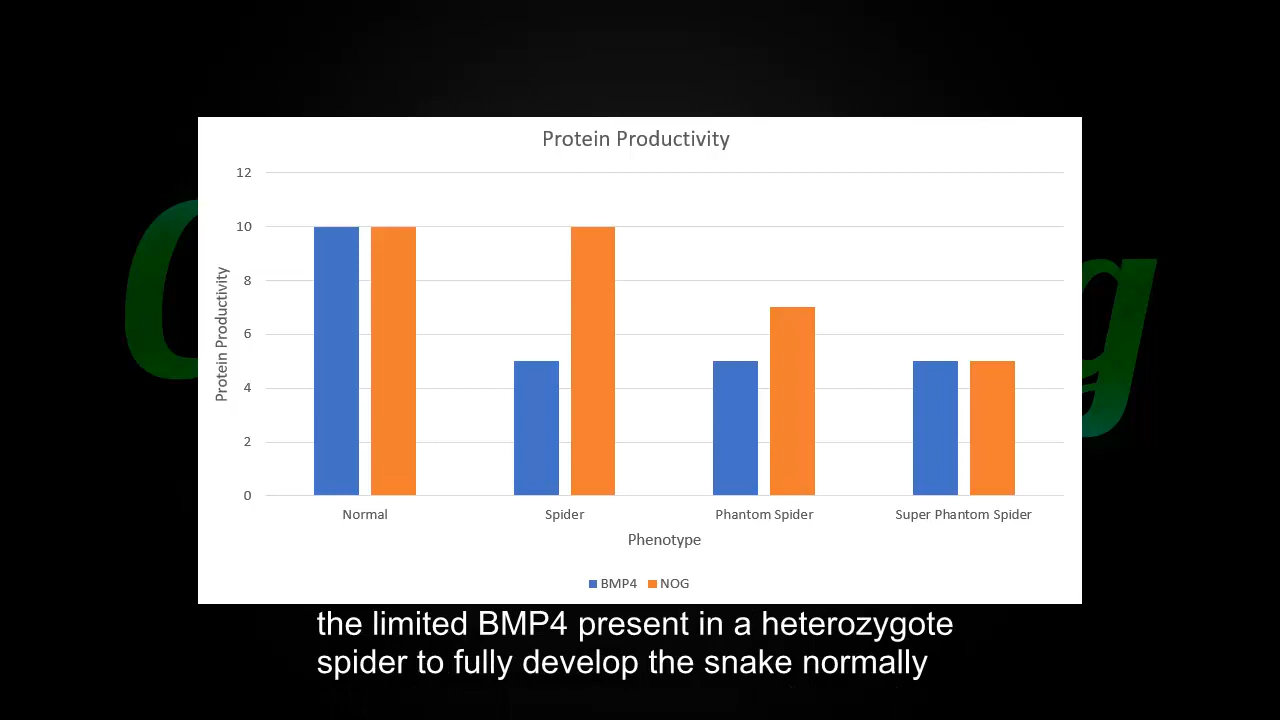 Protein Productivity
12
10
8
6
4
2
0
Protein Productivity
Normal
Spider
Phantom Spider
Super Phantom Spider
Phenotype
BMP4
NOG
the limited BMP4 present in a heterozygote
spider to fully develop the snake normally